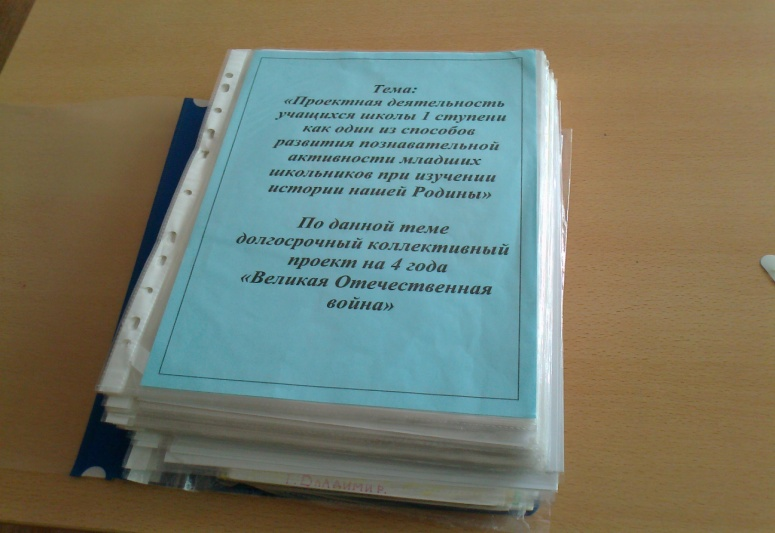 Тема:
«Проектная деятельность
учащихся школы 1 ступени
как один из способов
развития познавательной
активности младших
школьников при изучении
истории нашей Родины»
По данной теме
долгосрочный коллективный
проект на 4 года
«Великая Отечественная
война»
г. Владимир.